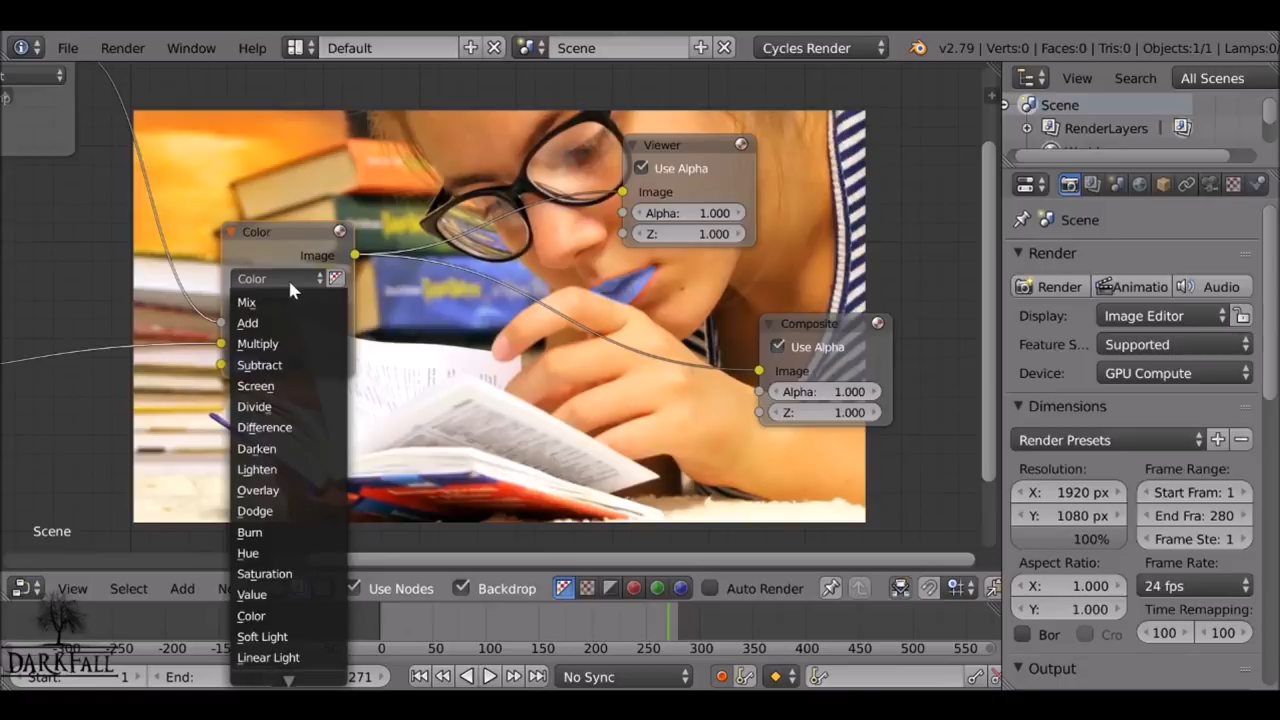 File Render Window Help Default Scene Cycles Render v2.79 | Verts:0 | Faces:0 | Tris:0 | Objects:1/1 | Lamps:0
View Search All Scenes
Scene
RenderLayers
Scene
Render
Render Animatio Audio
Display: Image Editor
Feature S... Supported
Device: GPU Compute
Dimensions
Render Presets
Resolution: Frame Range:
X: 1920 px Start Fram: 1
Y: 1080 px End Fra: 280
100% Frame Ste: 1
Aspect Ratio: Frame Rate:
X: 1.000 24 fps
Y: 1.000 Time Remapping:
Bor Cro 100 100
Output
Viewer
Use Alpha
Image
Alpha: 1.000
Z: 1.000
Color
Image
Color
Mix
Add
Multiply
Subtract
Screen
Divide
Difference
Darken
Lighten
Overlay
Dodge
Burn
Hue
Saturation
Value
Color
Soft Light
Linear Light
Composite
Use Alpha
Image
Alpha: 1.000
Z: 1.000
Scene
View Select Add Use Nodes Backdrop Auto Render
-300 -250 -200 -150 -100 0 50 100 150 200 250 300 350 400 450 500 550
Start: 1 End: 271 No Sync
DARKFALL